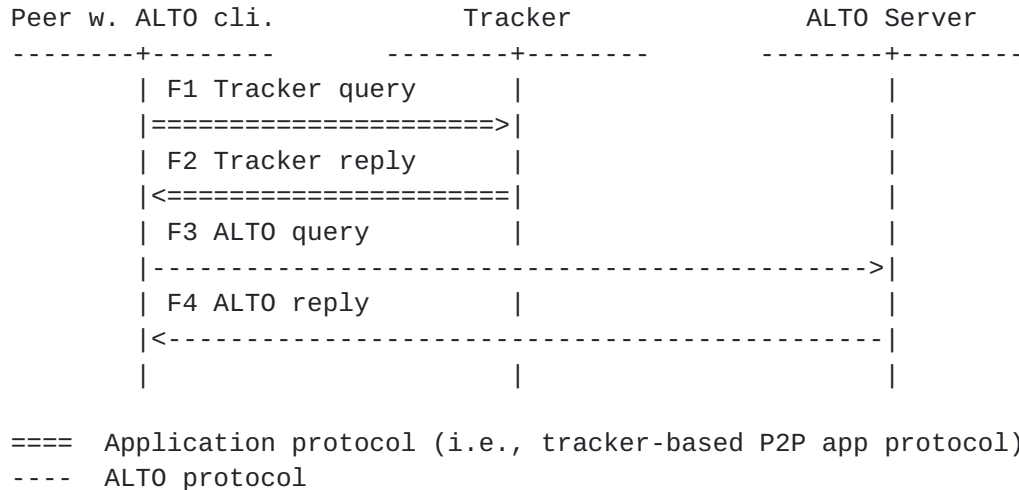 Peer w. ALTO cli.            Tracker               ALTO Server
--------+--------       --------+--------       --------+--------
        | F1 Tracker query      |                       |
        |======================>|                       |
        | F2 Tracker reply      |                       |
        |<======================|                       |
        | F3 ALTO query         |                       |
        |---------------------------------------------->|
        | F4 ALTO reply         |                       |
        |<----------------------------------------------|
        |                       |                       |
====  Application protocol (i.e., tracker-based P2P app protocol)
----  ALTO protocol